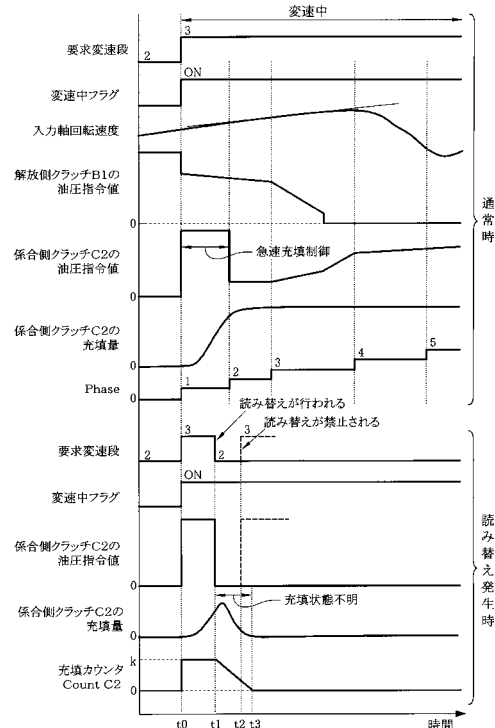 変速中
要求変速段
2
3
変速中フラグ
ON
入力軸回転速度
解放側クラッチB1の
油圧指令値
0
係合側クラッチC2の
油圧指令値
0
急速充填制御
係合側クラッチC2の
充填量
0
Phase
0
1
2
3
4
5
通常時
読み替えが行われる
読み替えが禁止される
要求変速段
2
3
2
3
変速中フラグ
ON
係合側クラッチC2の
油圧指令値
0
充填状態不明
係合側クラッチC2の
充填量
0
充填カウンタ
Count C2
k
0
読み替え発生時
t0
t1
t2
t3
時間